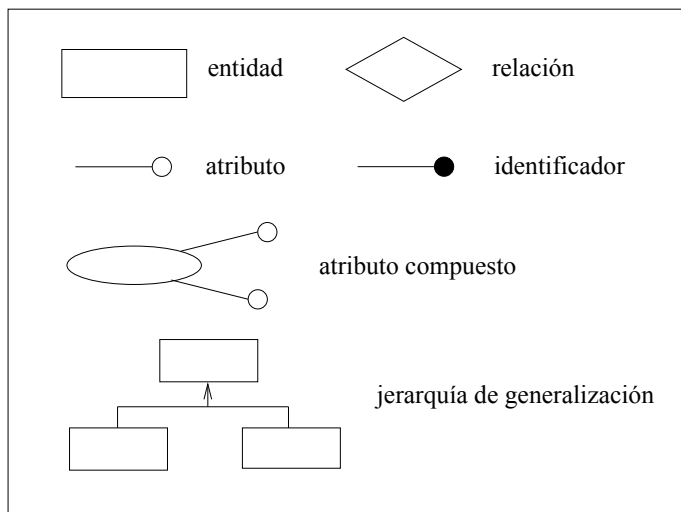 entidad
relación
atributo
identificador
atributo compuesto
jerarquía de generalización